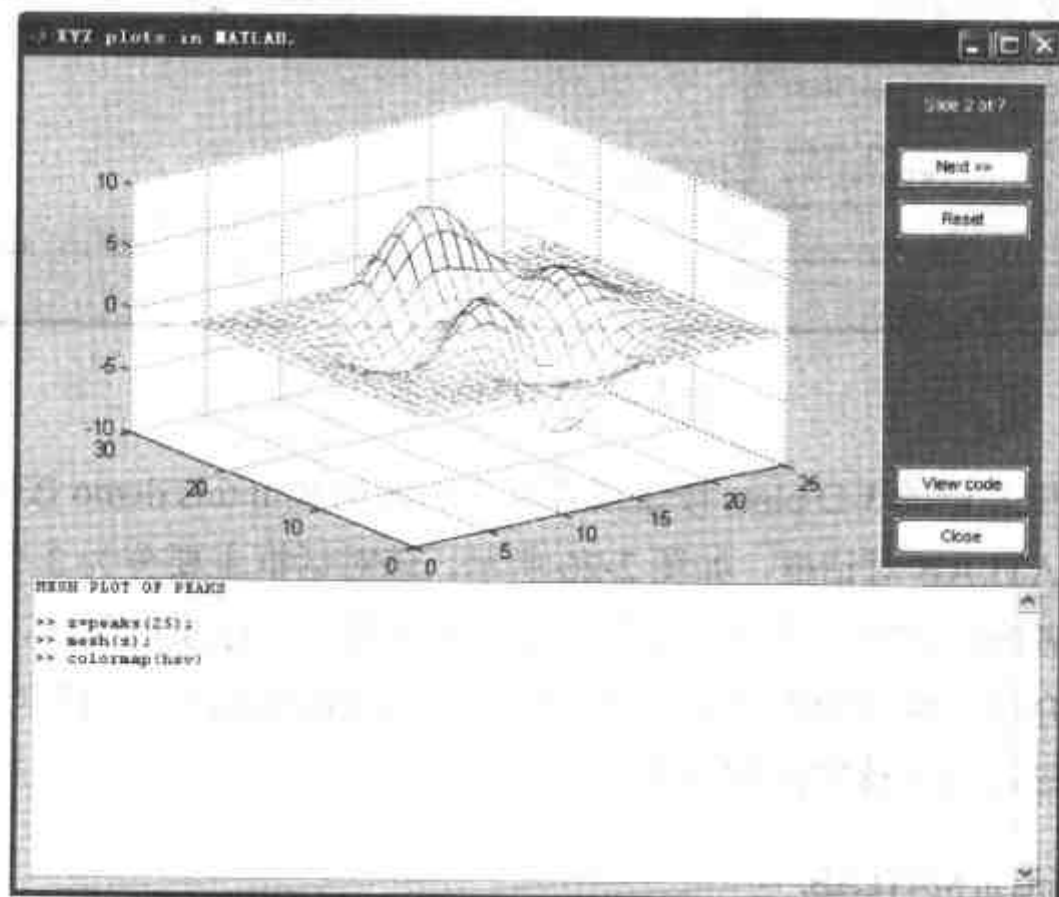 XYZ plots in MATLAB.
Slide 2 of 7
Next >>
Reset
10
5
0
-5
-10
30
20
10
0
0
5
10
15
20
25
View code
Close
MESH PLOT OF PEAKS
>> z=peaks(25);
>> mesh(z);
>> colormap(hsv)